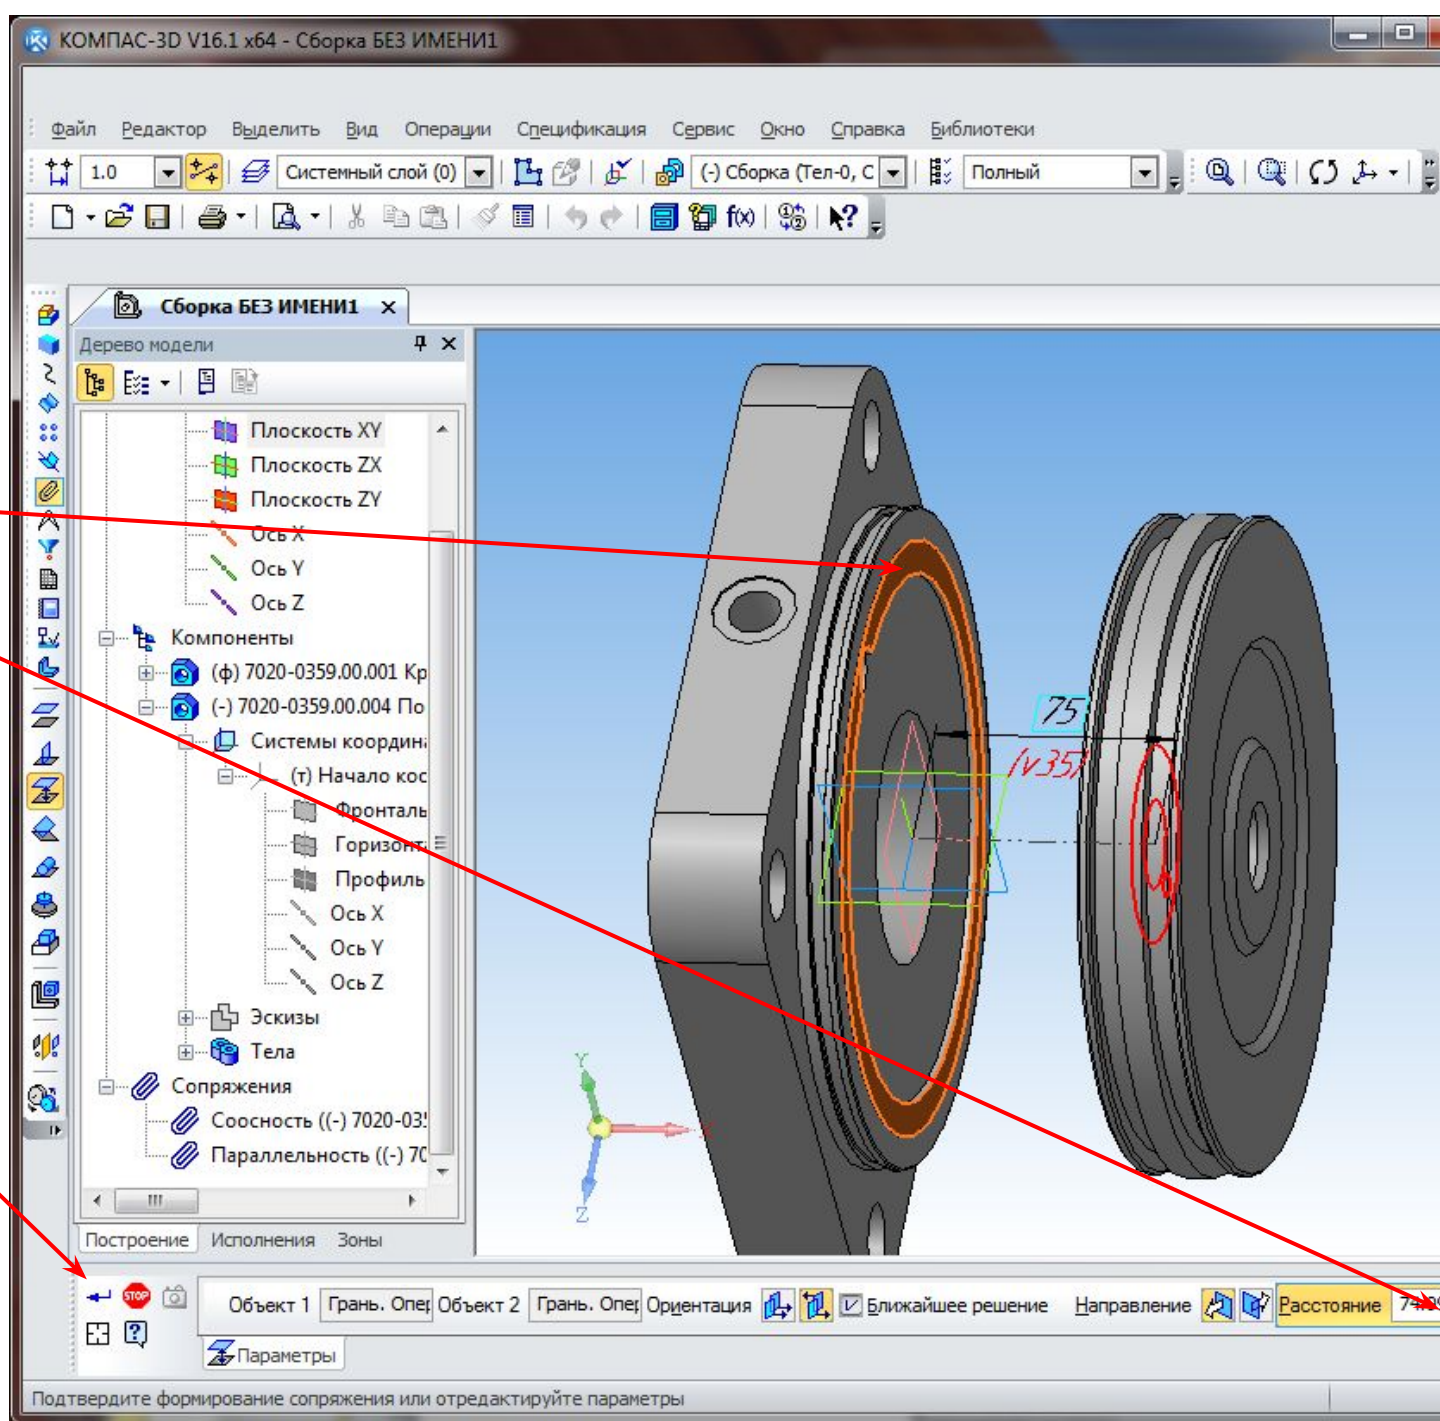 КОМПАС-3D V16.1 x64 - Сборка БЕЗ ИМЕНИ1
Файл Редактор Выделить Вид Операции Спецификация Сервис Окно Справка Библиотеки
1.0 Системный слой (0) (-) Сборка (Тел-0, С Полный
f(x)
Сборка БЕЗ ИМЕНИ1
Дерево модели
Плоскость XY
Плоскость ZX
Плоскость ZY
Ось X
Ось Y
Ось Z
Компоненты
(ф) 7020-0359.00.001 Кр
(-) 7020-0359.00.004 По
Системы координ
(т) Начало кос
Фронталь
Горизонт
Профиль
Ось X
Ось Y
Ось Z
Эскизы
Тела
Сопряжения
Соосность ((-) 7020-03
Параллельность ((-) 70
Построение Исполнения Зоны
75
(v35)
Y
Z
STOP
Объект 1 Грань. Опер Объект 2 Грань. Опер Ориентация Ближайшее решение Направление Расстояние
Параметры
Подтвердите формирование сопряжения или отредактируйте параметры